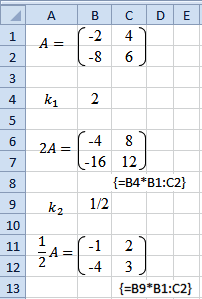 A B C D E
1 -2 4
A =
2 -8 6
3
4 k₁ 2
5
6 -4 8
2A =
7 -16 12
8 {=B4*B1:C2}
9 k₂ 1/2
10
11 -1 2
½A =
12 -4 3
13 {=B9*B1:C2}